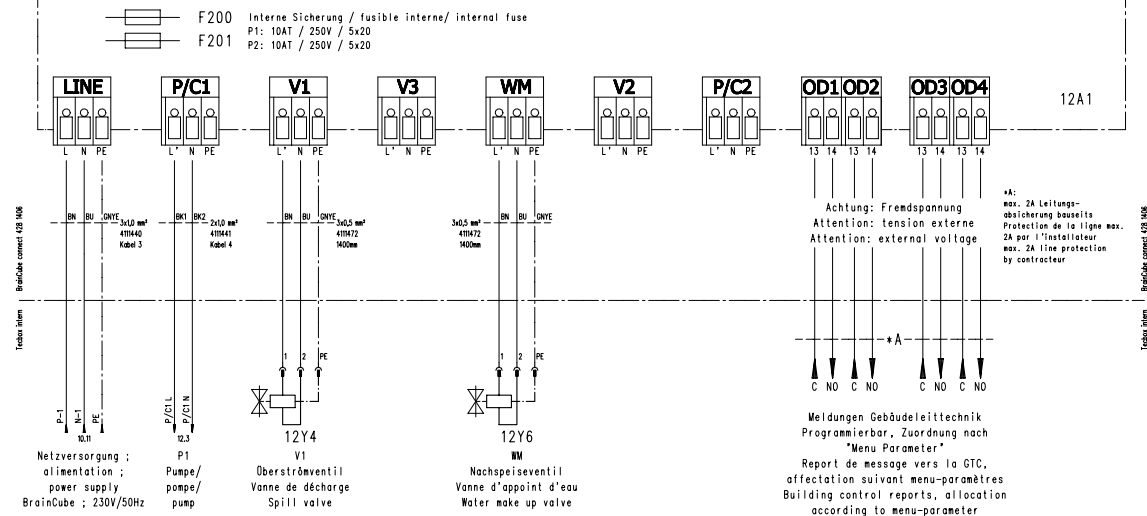 F200 Interne Sicherung / fusible interne/ internal fuse
F201 P1: 10AT / 250V / 5x20
P2: 10AT / 250V / 5x20
LINE P/C1 V1 V3 WM V2 P/C2 OD1 OD2 OD3 OD4
12A1
L N PE L' N PE L' N PE L' N PE L' N PE L' N PE L' N PE 13 14 13 14 13 14 13 14
BN BU GNYE BK1 BK2 BN BU GNYE BN BU GNYE
3x1,0 mm²
4111440
Kabel 3
2x1,0 mm²
4111441
Kabel 4
3x0,5 mm²
4111472
1400mm
3x0,5 mm²
4111472
1400mm
Achtung: Fremdspannung
Attention: tension externe
Attention: external voltage
*A:
max. 2A Leitungs-
absicherung bauseits
Protection de la ligne max.
2A par l'installateur
max. 2A line protection
by contracteur
BrainCube connect 428 1406
BrainCube connect 428 1406
Tecbox intern
Tecbox intern
1 2 PE
1 2 PE
*A
C NO C NO C NO C NO
P-1 N-1 PE P/C1 L P/C1 N
10.11 12.3
12Y4
12Y6
Netzversorgung ;
alimentation ;
power supply
BrainCube ; 230V/50Hz
P1
Pumpe/
pompe/
pump
V1
Überströmventil
Vanne de décharge
Spill valve
WM
Nachspeiseventil
Vanne d'appoint d'eau
Water make up valve
Meldungen Gebäudeleittechnik
Programmierbar, Zuordnung nach
"Menu Parameter"
Report de message vers la GTC,
affectation suivant menu-paramètres
Building control reports, allocation
according to menu-parameter